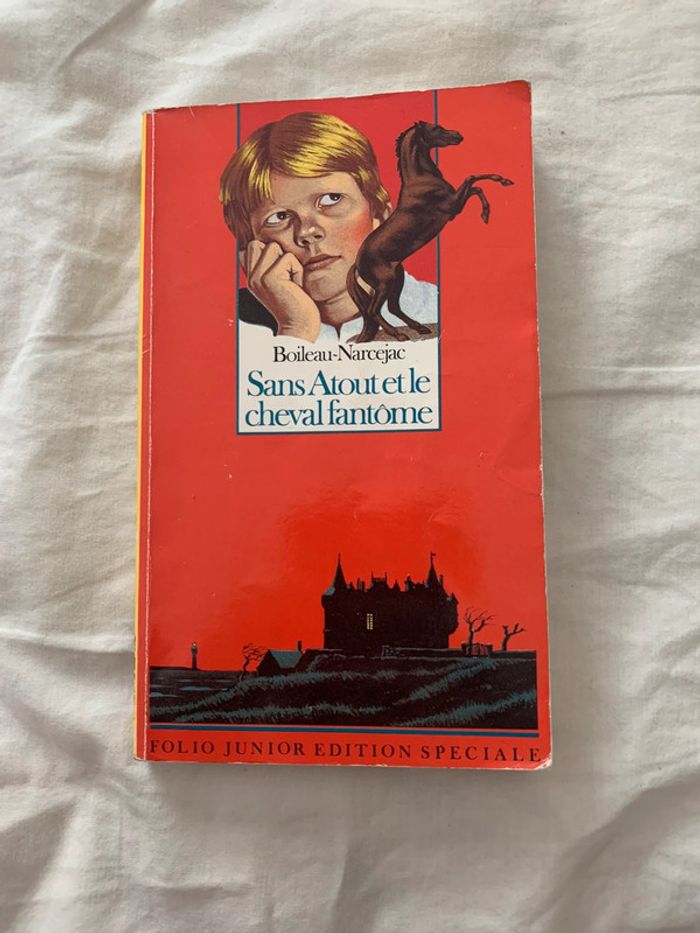 Boileau-Narcejac
Sans Atout et le
cheval fantôme
FOLIO JUNIOR EDITION SPECIALE